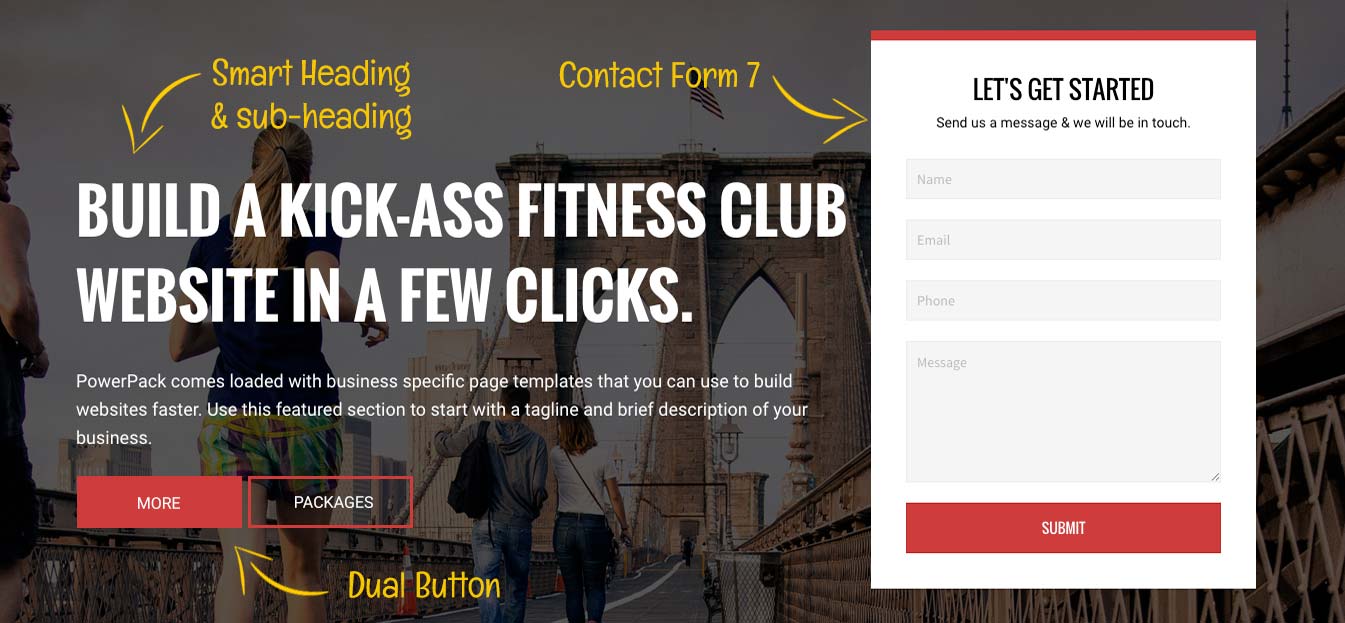 Smart Heading
& sub-heading
Contact Form 7
BUILD A KICK-ASS FITNESS CLUB
WEBSITE IN A FEW CLICKS.
PowerPack comes loaded with business specific page templates that you can use to build
websites faster. Use this featured section to start with a tagline and brief description of your
business.
MORE
PACKAGES
Dual Button
LET'S GET STARTED
Send us a message & we will be in touch.
Name
Email
Phone
Message
SUBMIT